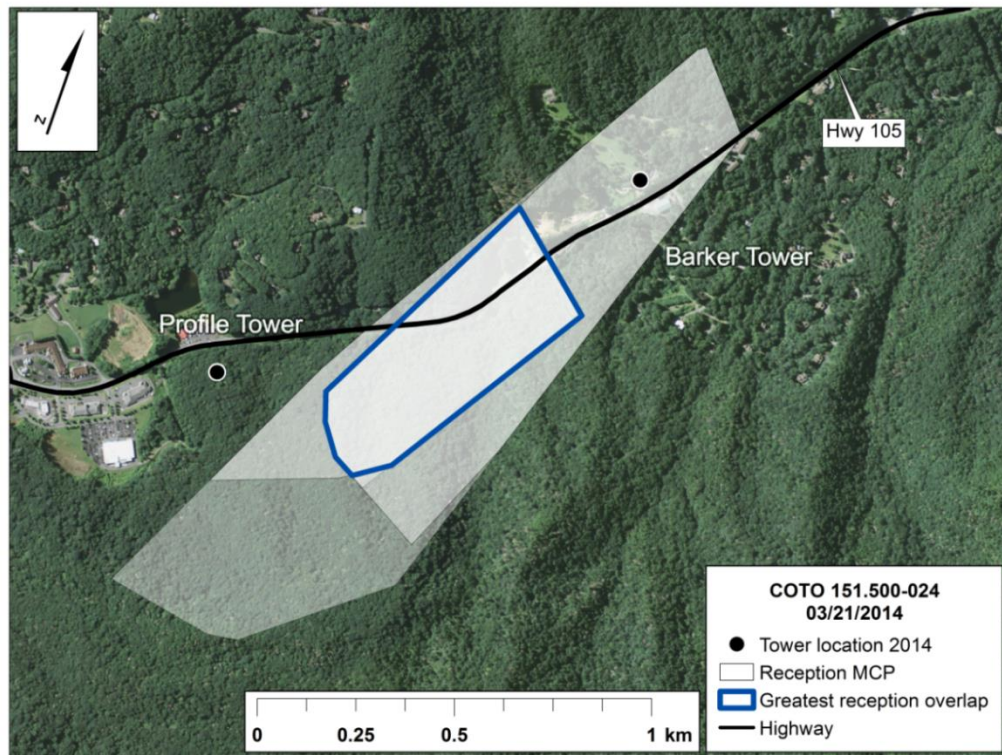 N
Hwy 105
Barker Tower
Profile Tower
COTO 151.500-024
03/21/2014
Tower location 2014
Reception MCP
Greatest reception overlap
Highway
0 0.25 0.5 1 km